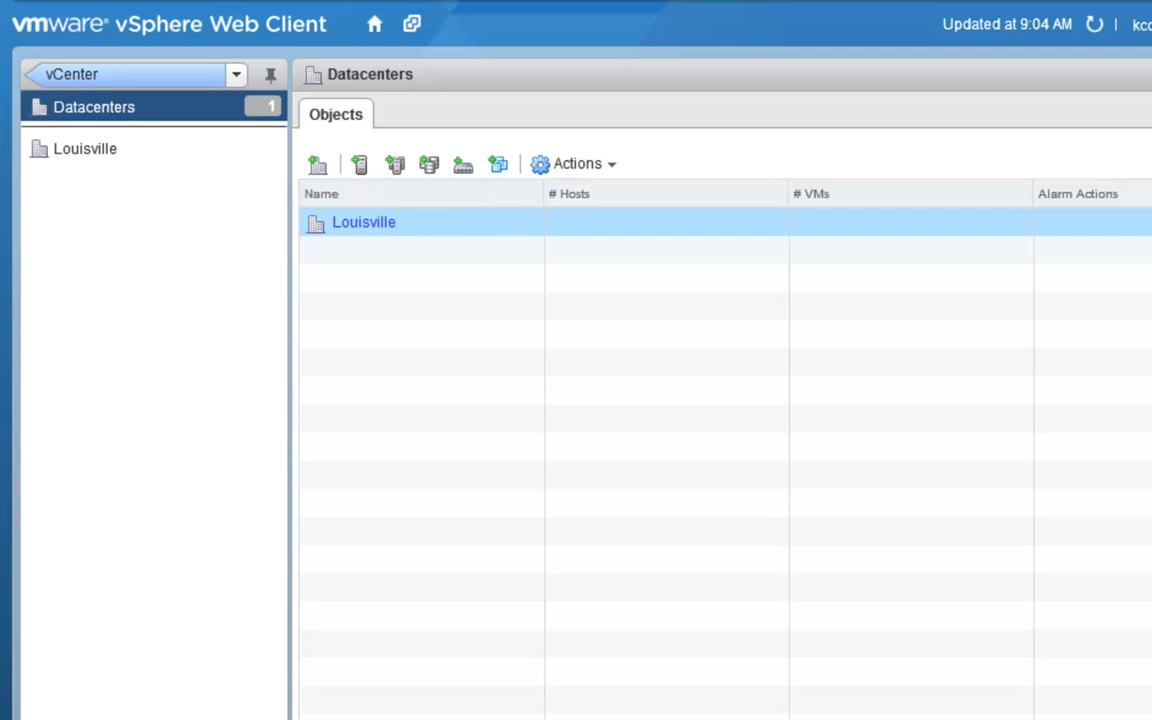 vmware® vSphere Web Client
Updated at 9:04 AM | kcc
vCenter
Datacenters 1
Louisville
Datacenters
Objects
Actions
Name # Hosts # VMs Alarm Actions
Louisville